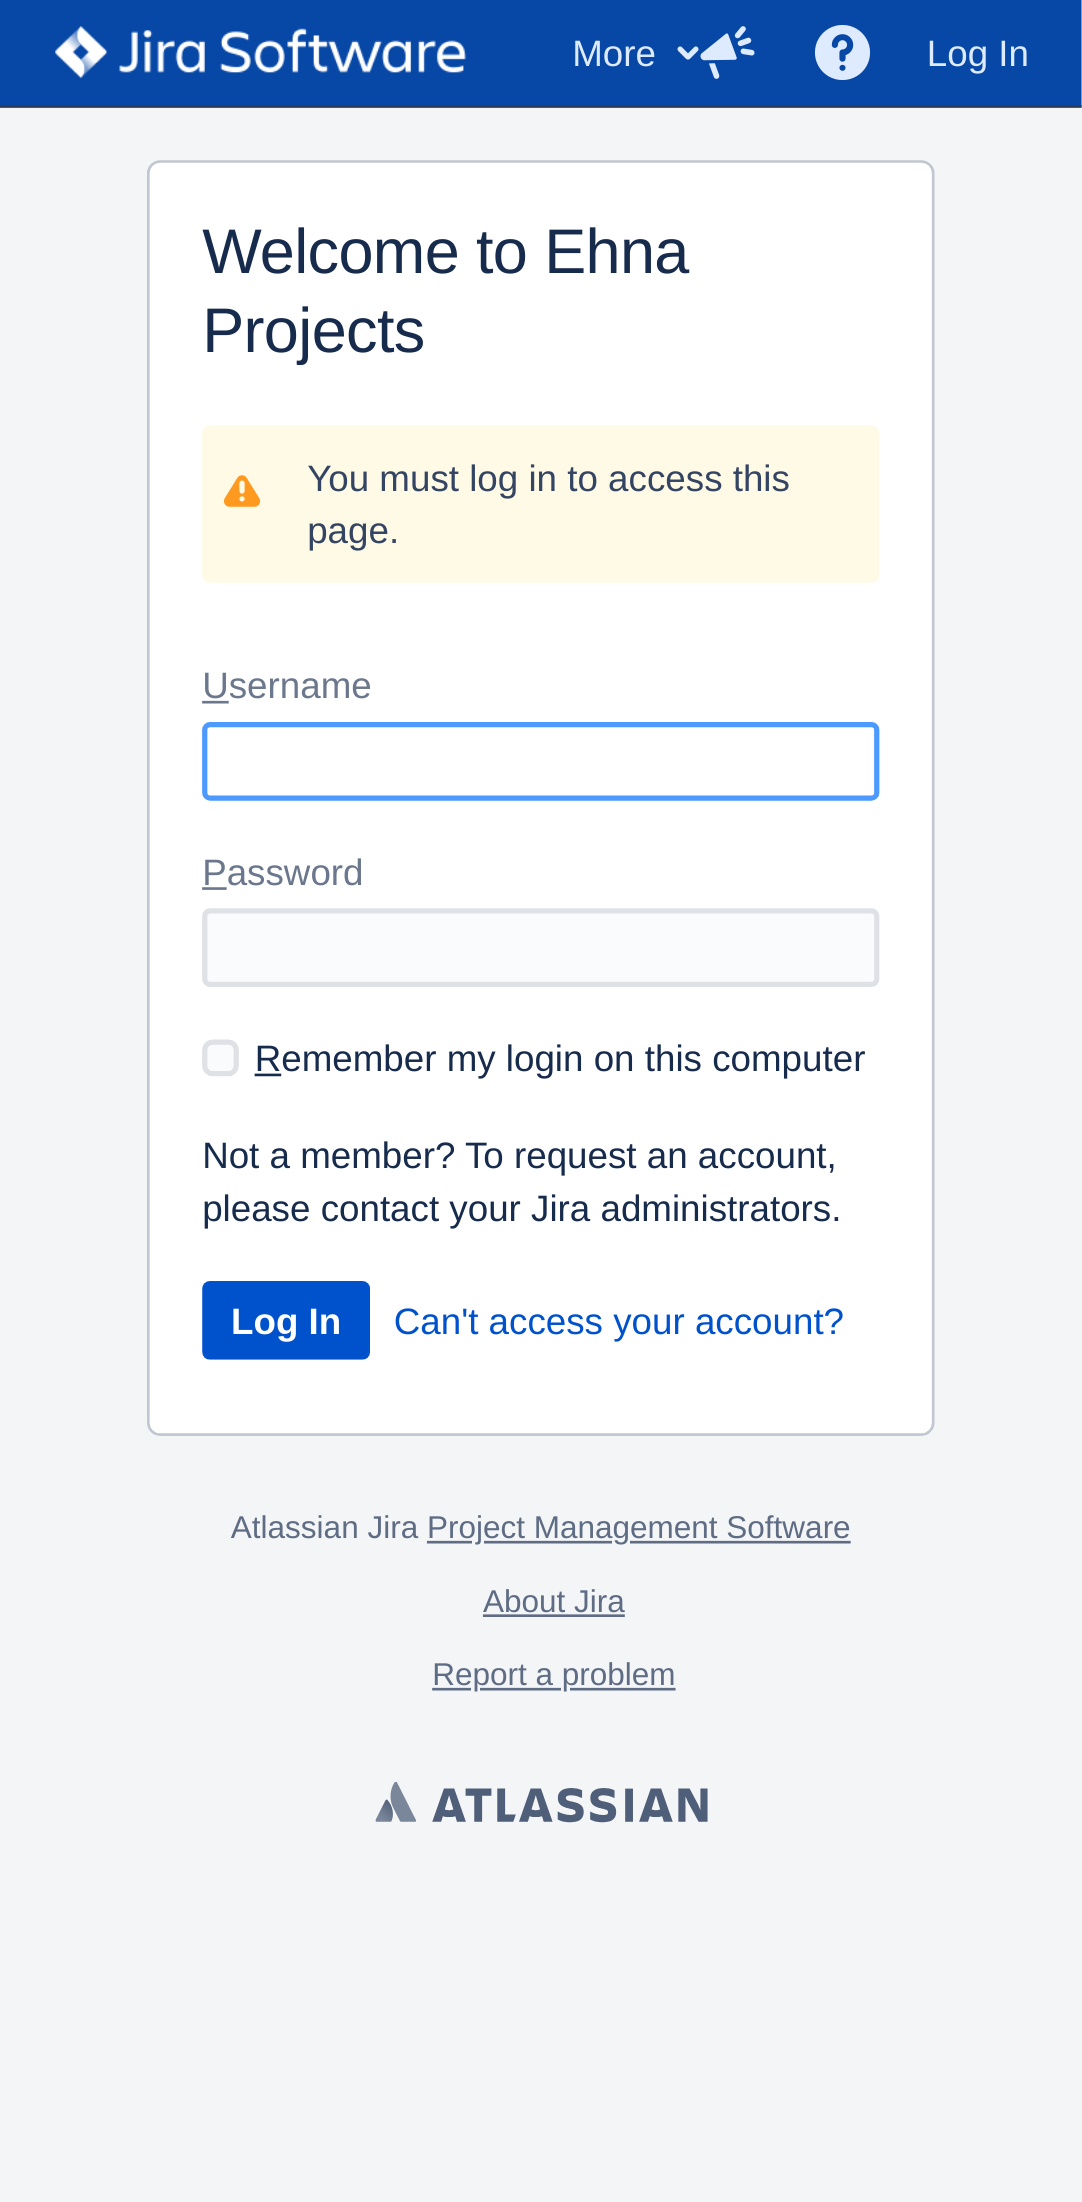 Jira Software More Log In
Welcome to Ehna
Projects
You must log in to access this
page.
Username
Password
Remember my login on this computer
Not a member? To request an account,
please contact your Jira administrators.
Log In Can't access your account?
Atlassian Jira Project Management Software
About Jira
Report a problem
ATLASSIAN